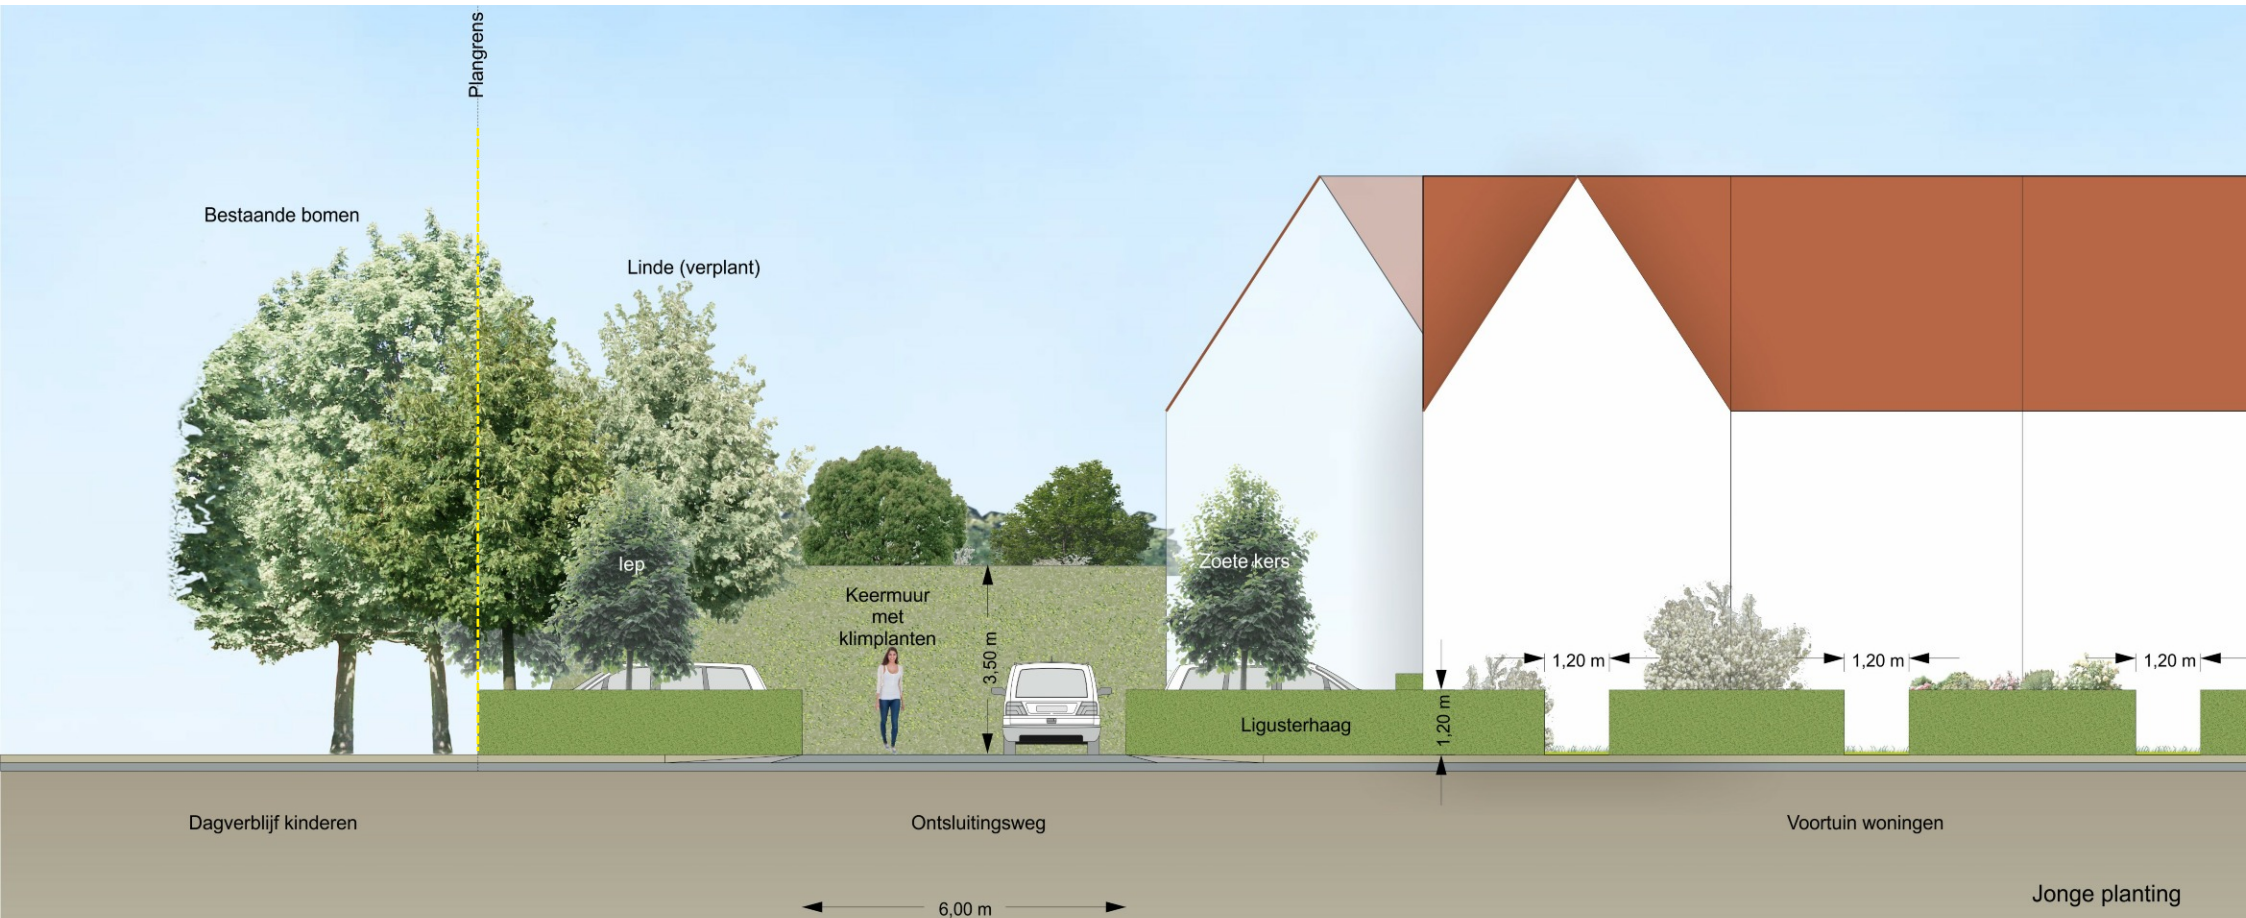 Plangrens
Bestaande bomen
Linde (verplant)
Iep
Zoete kers
Keermuur
met
klimplanten
3,50 m
1,20 m
1,20 m
1,20 m
Ligusterhaag
1,20 m
Dagverblijf kinderen
Ontsluitingsweg
Voortuin woningen
Jonge planting
6,00 m